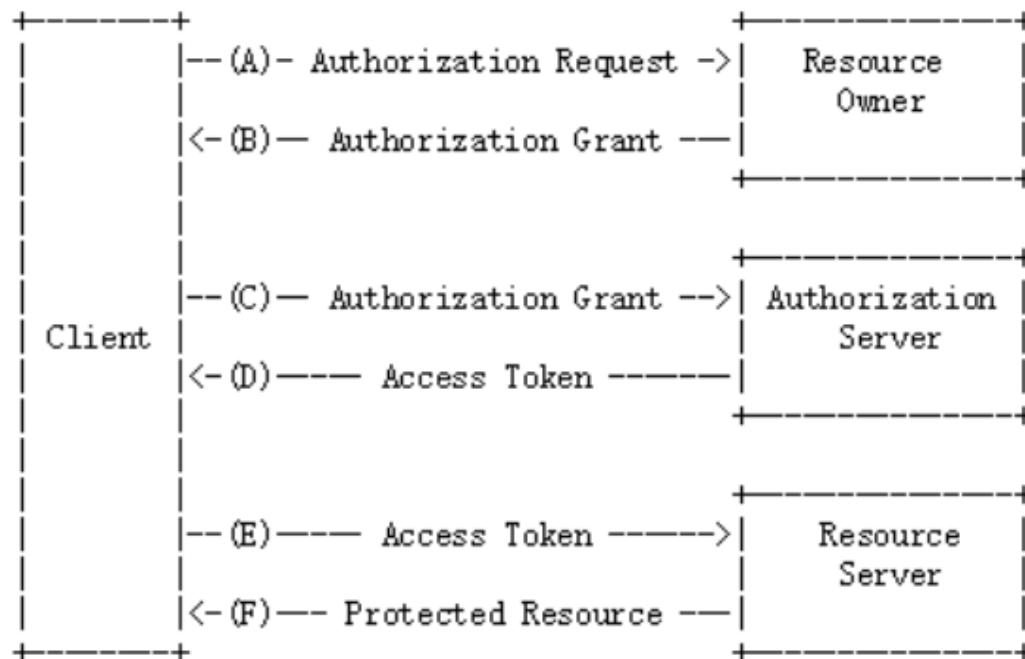 --(A)- Authorization Request ->
Resource
Owner
<-(B)-- Authorization Grant ---
--(C)-- Authorization Grant -->
Authorization
Server
Client
<-(D)---- Access Token -------
--(E)---- Access Token ------>
Resource
Server
<-(F)--- Protected Resource ---